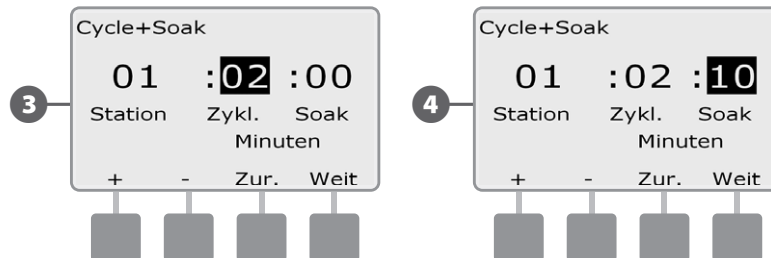 Cycle+Soak
01 :02 :00
Station Zykl. Soak
Minuten
+ - Zur. Weit
3
Cycle+Soak
01 :02 :10
Station Zykl. Soak
Minuten
+ - Zur. Weit
4